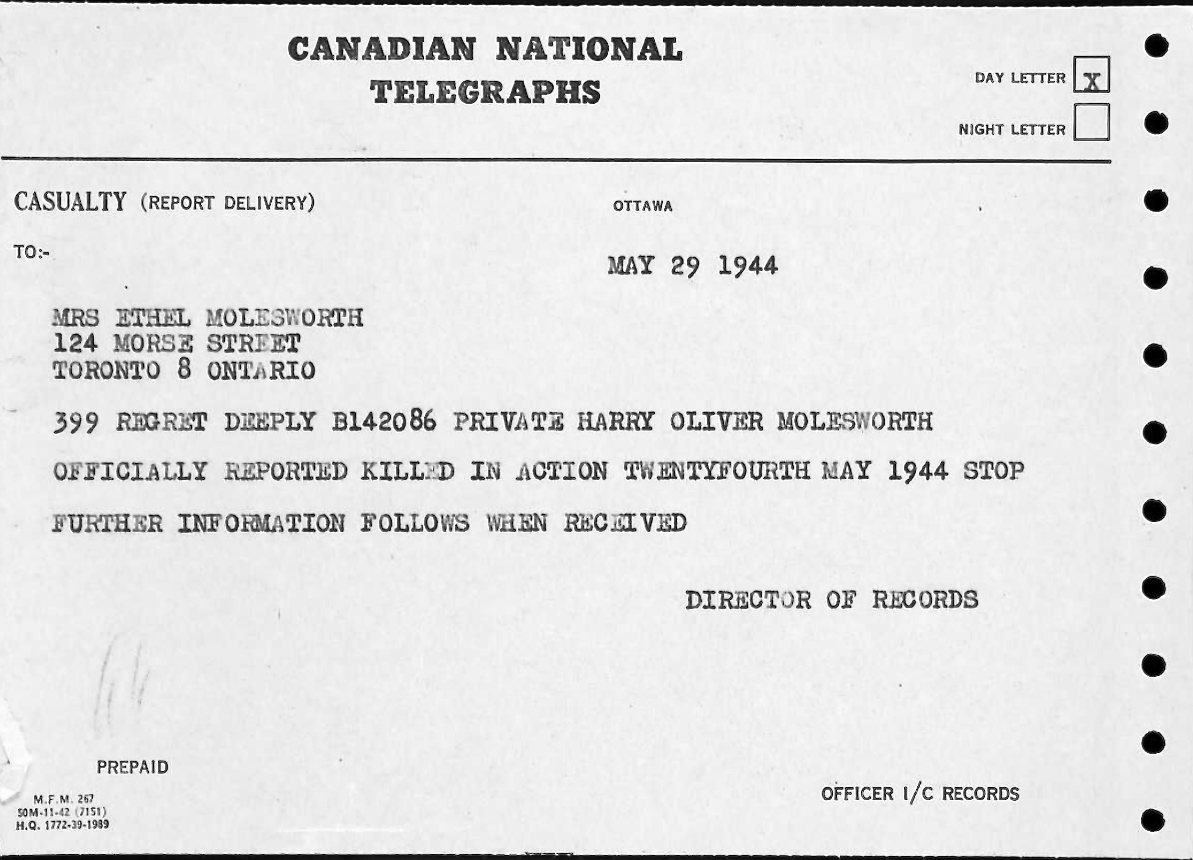 CANADIAN NATIONAL
TELEGRAPHS
DAY LETTER X
NIGHT LETTER
CASUALTY (REPORT DELIVERY)
OTTAWA
TO:-
MAY 29 1944
MRS ETHEL MOLESWORTH
124 MORSE STREET
TORONTO 8 ONTARIO
399 REGRET DEEPLY B142086 PRIVATE HARRY OLIVER MOLESWORTH
OFFICIALLY REPORTED KILLED IN ACTION TWENTYFOURTH MAY 1944 STOP
FURTHER INFORMATION FOLLOWS WHEN RECEIVED
DIRECTOR OF RECORDS
PREPAID
OFFICER I/C RECORDS
M.F.M. 267
50M-11-42 (7151)
H.Q. 1772-39-1989